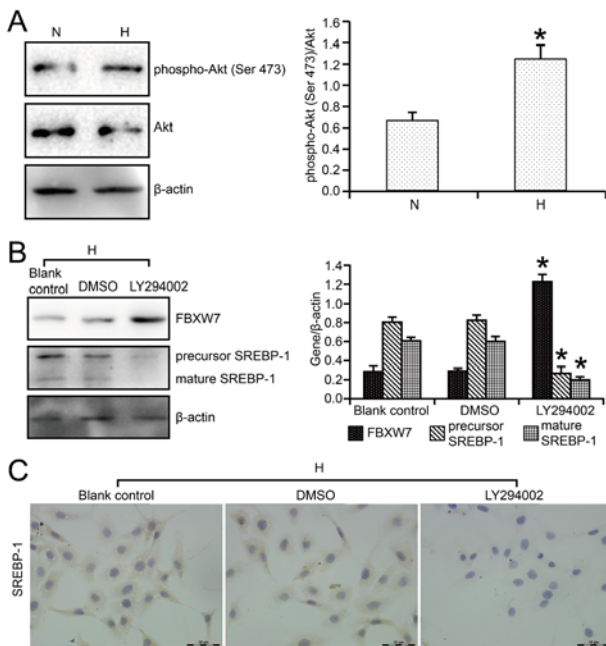 A
N H
phospho-Akt (Ser 473)
Akt
β-actin
phospho-Akt (Ser 473)/Akt
1.6
1.4
1.2
1.0
0.8
0.6
0.4
0.2
0.0
*
N H
B
H
Blank control DMSO LY294002
FBXW7
precursor SREBP-1
mature SREBP-1
β-actin
Gene/β-actin
1.4
1.2
1.0
0.8
0.6
0.4
0.2
0.0
*
* *
Blank control DMSO LY294002
FBXW7 precursor SREBP-1 mature SREBP-1
C
H
Blank control DMSO LY294002
SREBP-1